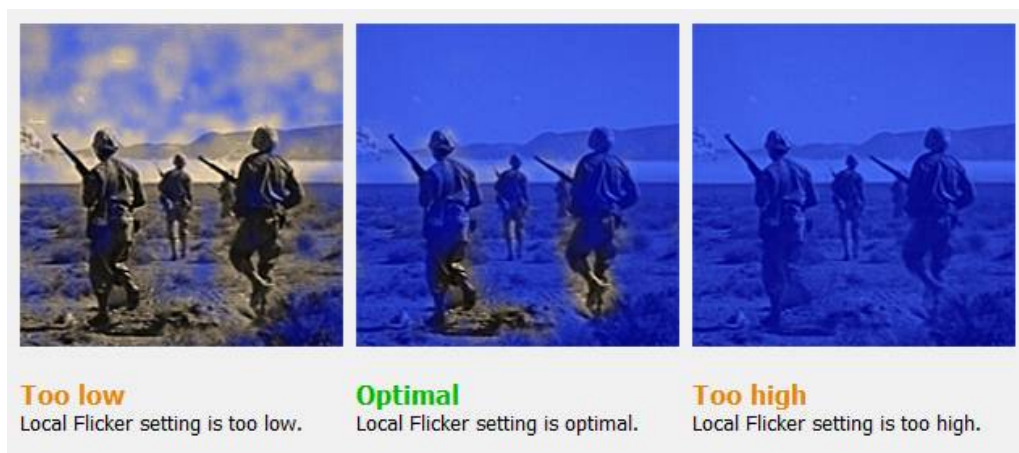 Too low
Local Flicker setting is too low.
Optimal
Local Flicker setting is optimal.
Too high
Local Flicker setting is too high.